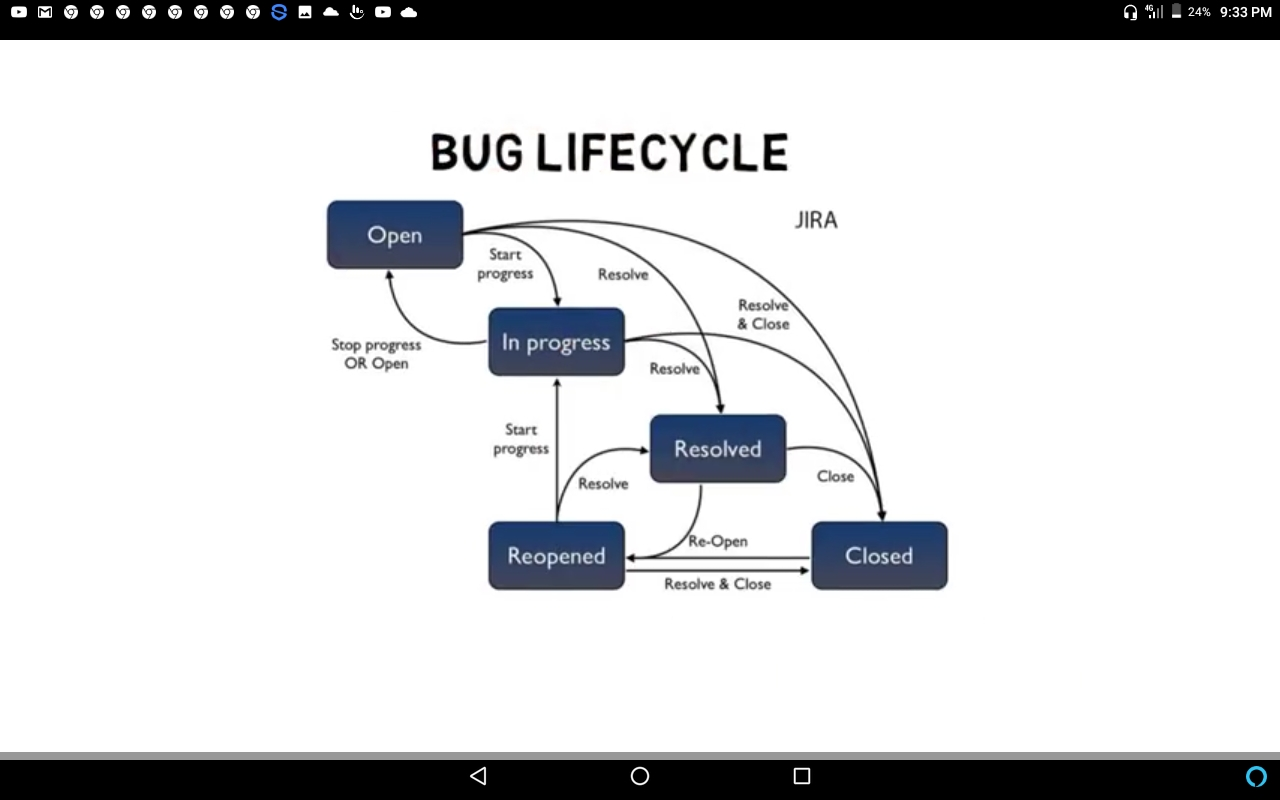 4G
24%
9:33 PM
BUG LIFECYCLE
JIRA
Open
Start
progress
Resolve
Resolve
& Close
Stop progress
OR Open
In progress
Resolve
Start
progress
Resolve
Resolved
Close
Reopened
Re-Open
Resolve & Close
Closed